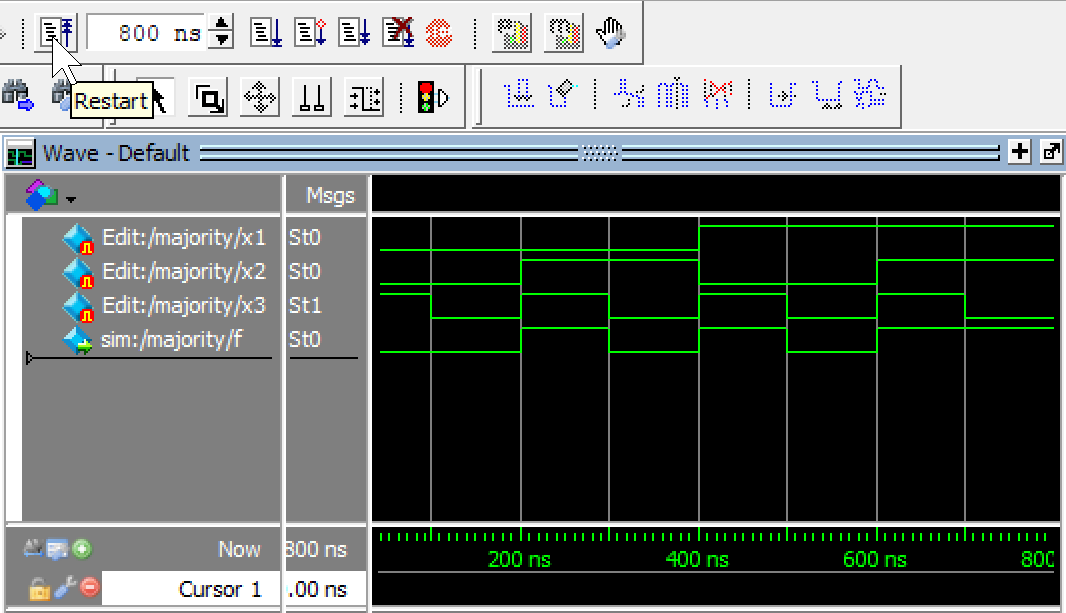 800 ns
Restart
Wave - Default
Msgs
Edit:/majority/x1 St0
Edit:/majority/x2 St0
Edit:/majority/x3 St1
sim:/majority/f St0
Now 800 ns
200 ns 400 ns 600 ns 800
Cursor 1 .00 ns